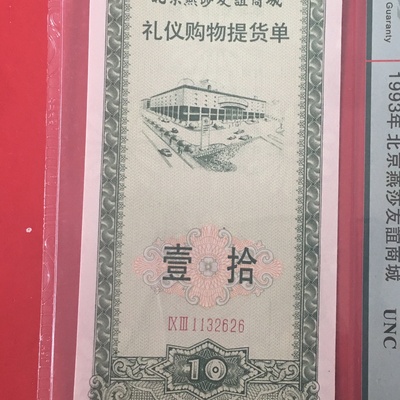 北京燕莎友谊商城
礼仪购物提货单
壹 拾
IXIII 1132626
10
Guaranty
1993年 北京燕莎友谊商城
UNC